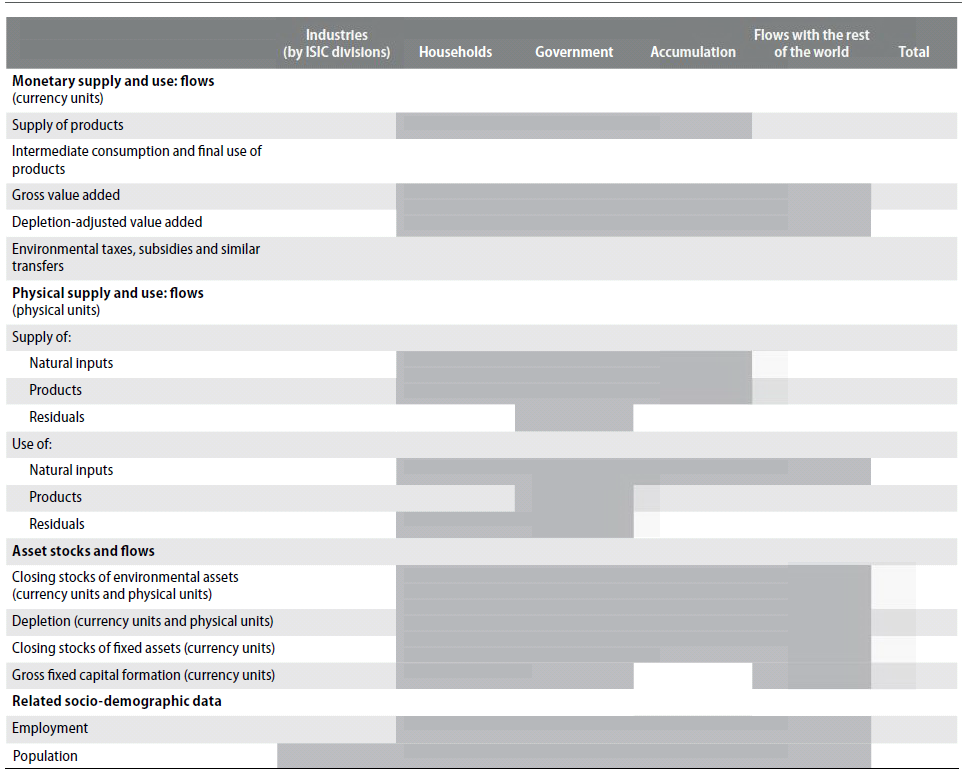 Industries
(by ISIC divisions)
Households
Government
Accumulation
Flows with the rest
of the world
Total
Monetary supply and use: flows
(currency units)
Supply of products
Intermediate consumption and final use of
products
Gross value added
Depletion-adjusted value added
Environmental taxes, subsidies and similar
transfers
Physical supply and use: flows
(physical units)
Supply of:
Natural inputs
Products
Residuals
Use of:
Natural inputs
Products
Residuals
Asset stocks and flows
Closing stocks of environmental assets
(currency units and physical units)
Depletion (currency units and physical units)
Closing stocks of fixed assets (currency units)
Gross fixed capital formation (currency units)
Related socio-demographic data
Employment
Population